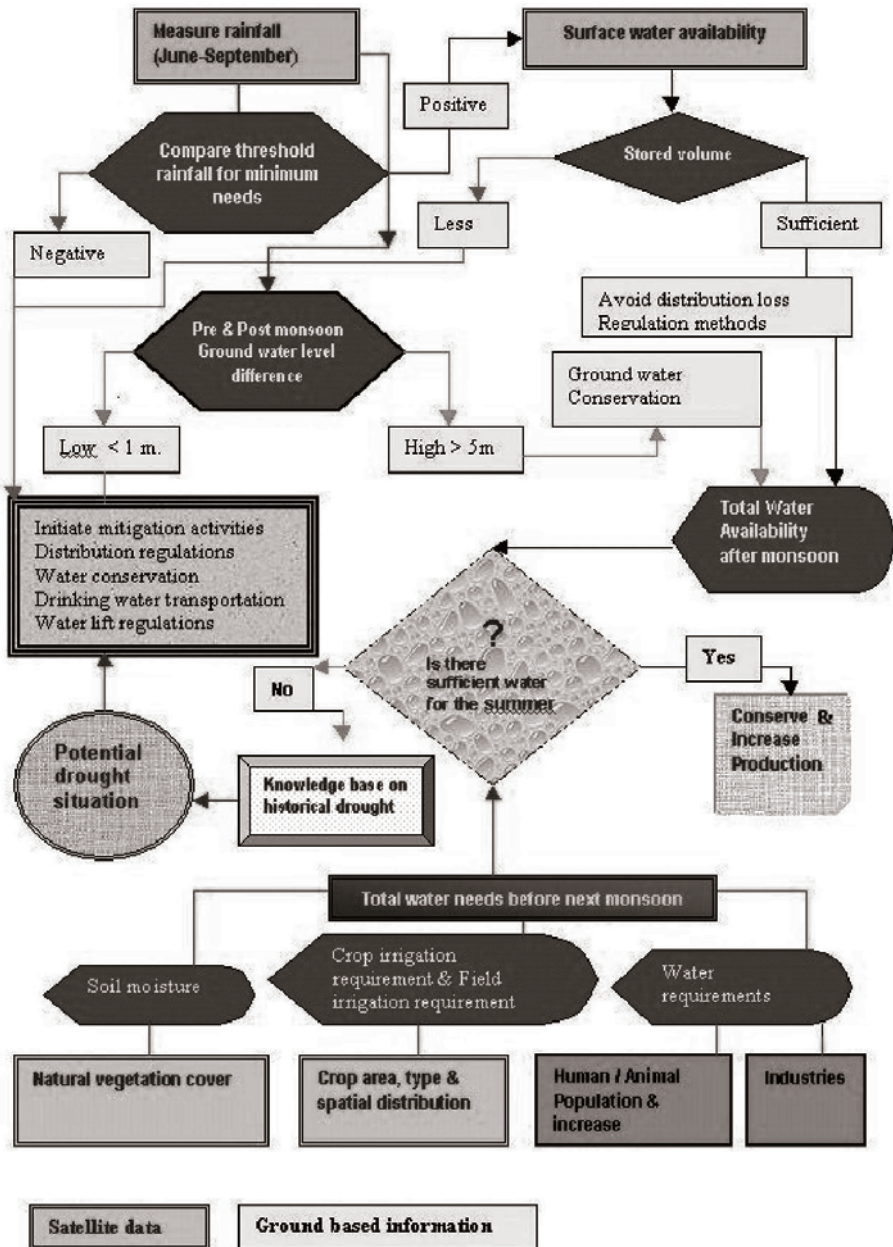 Measure rainfall
(June-September)
Surface water availability
Positive
Compare threshold
rainfall for minimum
needs
Stored volume
Negative
Less
Sufficient
Avoid distribution loss
Regulation methods
Pre & Post monsoon
Ground water level
difference
Ground water
Conservation
Low < 1 m.
High > 5m
Total Water
Availability
after monsoon
Initiate mitigation activities
Distribution regulations
Water conservation
Drinking water transportation
Water lift regulations
?
Is there
sufficient water
for the summer
No
Yes
Conserve &
Increase
Production
Potential
drought
situation
Knowledge base on
historical drought
Total water needs before next monsoon
Soil moisture
Crop irrigation
requirement & Field
irrigation requirement
Water
requirements
Natural vegetation cover
Crop area, type &
spatial distribution
Human / Animal
Population &
increase
Industries
Satellite data
Ground based information